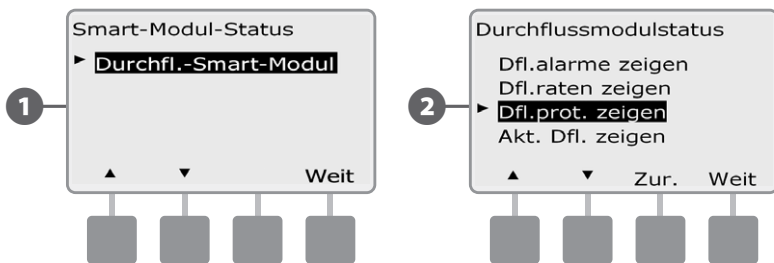 1
Smart-Modul-Status
► Durchfl.-Smart-Modul
▲ ▼ Weit
2
Durchflussmodulstatus
Dfl.alarme zeigen
Dfl.raten zeigen
► Dfl.prot. zeigen
Akt. Dfl. zeigen
▲ ▼ Zur. Weit